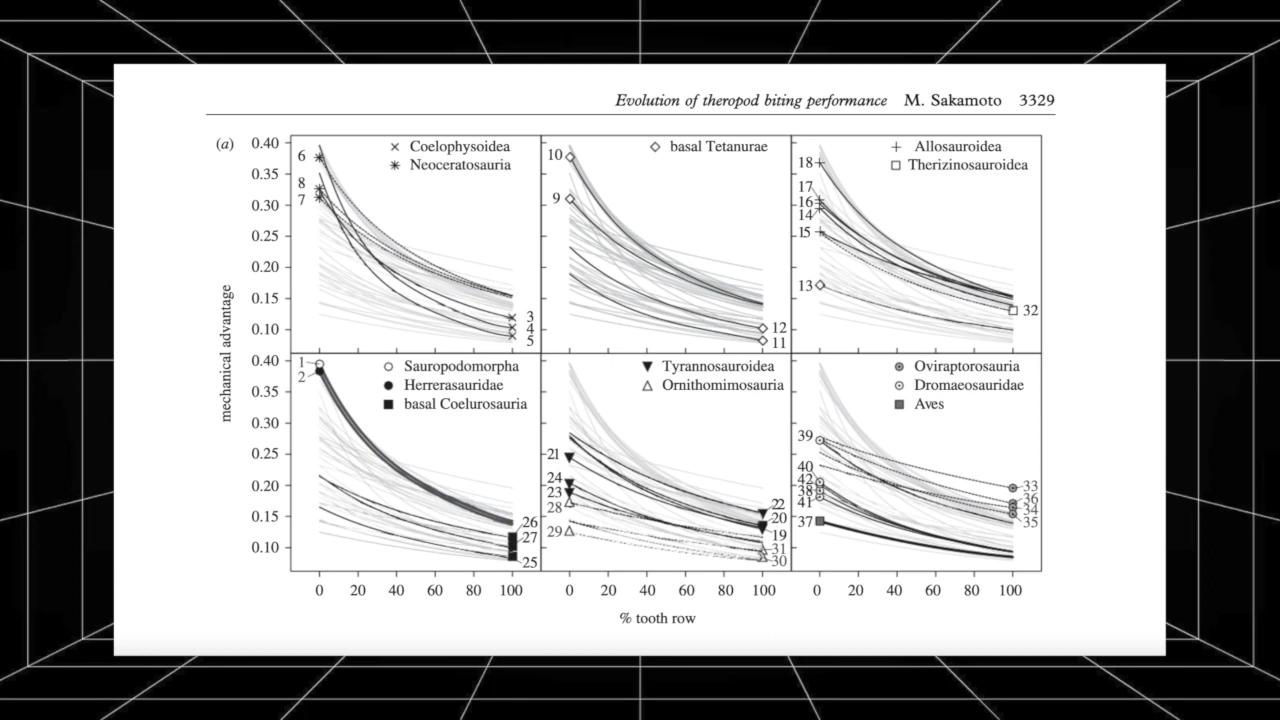 Evolution of theropod biting performance M. Sakamoto 3329
(a)
mechanical advantage
0.40
0.35
0.30
0.25
0.20
0.15
0.10
6
8
7
Coelophysoidea
Neoceratosauria
3
4
5
10
9
basal Tetanurae
12
11
18
17
16
14
15
13
Allosauroidea
Therizinosauroidea
32
0.40
0.35
0.30
0.25
0.20
0.15
0.10
1
2
Sauropodomorpha
Herrerasauridae
basal Coelurosauria
26
27
25
21
24
23
28
29
Tyrannosauroidea
Ornithomimosauria
22
20
19
31
30
39
40
42
38
41
37
Oviraptorosauria
Dromaeosauridae
Aves
33
36
34
35
0 20 40 60 80 100
0 20 40 60 80 100
0 20 40 60 80 100
% tooth row